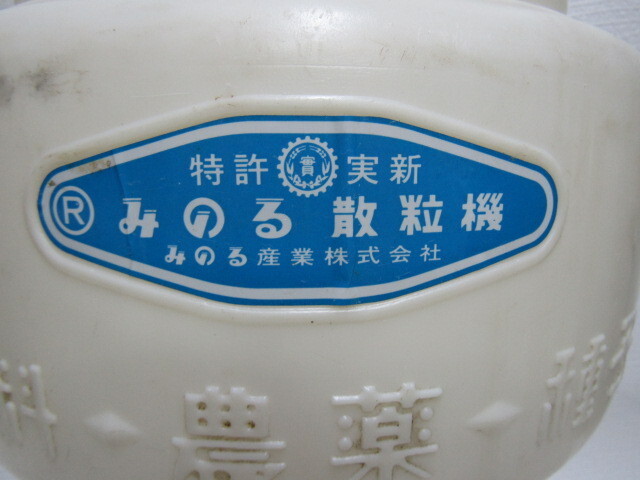 特許 實 実新
® みのる 散粒機
みのる産業株式会社
料 ◆ 農薬 ◆ 種